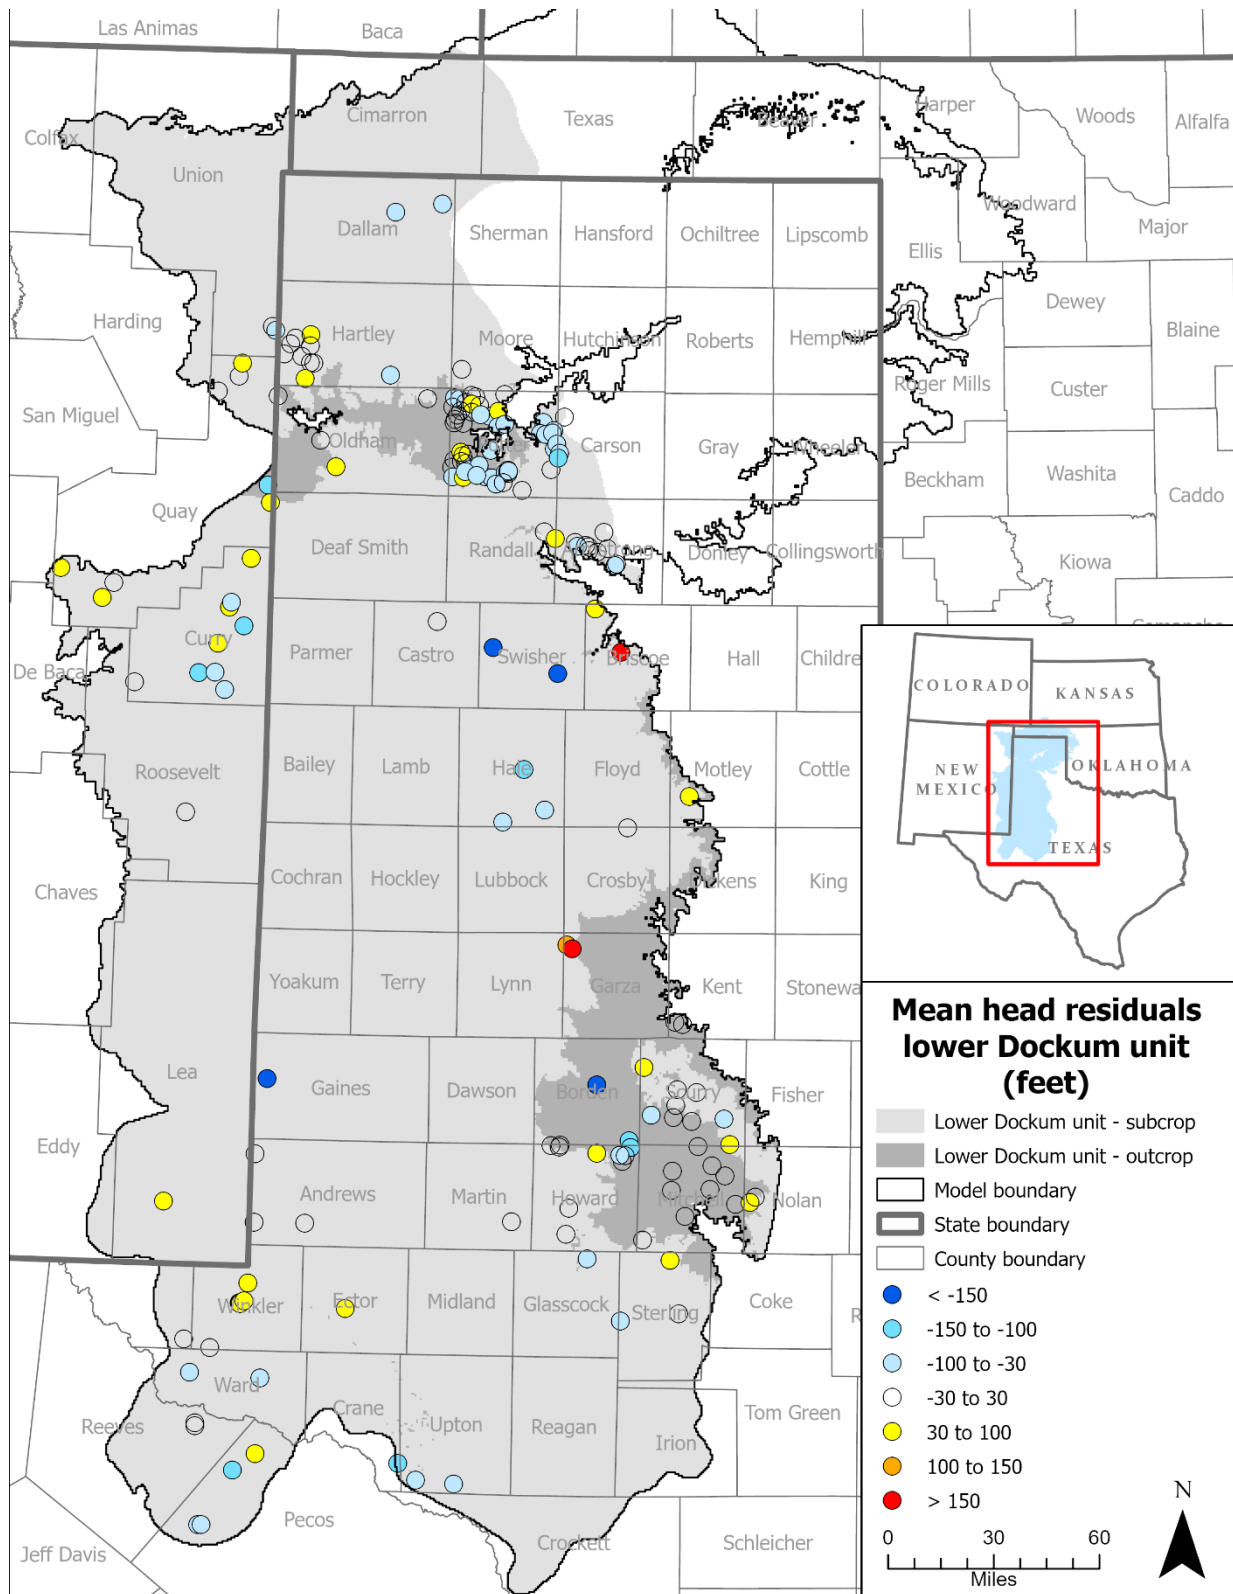 Las Animas
Baca
Cimarron
Texas
Beaver
Harper
Woods
Alfalfa
Colfax
Union
Woodward
Major
Dallam
Sherman
Hansford
Ochiltree
Lipscomb
Ellis
Harding
Hartley
Moore
Hutchinson
Roberts
Hemphill
Dewey
Blaine
Roger Mills
Custer
San Miguel
Oldham
Carson
Gray
Wheeler
Beckham
Washita
Caddo
Quay
Deaf Smith
Randall
Armstrong
Donley
Collingsworth
Kiowa
Comanche
Curry
De Baca
Parmer
Castro
Swisher
Briscoe
Hall
Childre
Roosevelt
Bailey
Lamb
Hale
Floyd
Motley
Cottle
Chaves
Cochran
Hockley
Lubbock
Crosby
Dickens
King
Yoakum
Terry
Lynn
Garza
Kent
Stonewa
Lea
Gaines
Dawson
Borden
Scurry
Fisher
Eddy
Andrews
Martin
Howard
Mitchell
Nolan
Winkler
Ector
Midland
Glasscock
Sterling
Coke
R
Ward
Reeves
Crane
Upton
Reagan
Irion
Tom Green
Pecos
Jeff Davis
Crockett
Schleicher
COLORADO
KANSAS
NEW
MEXICO
OKLAHOMA
TEXAS
Mean head residuals
lower Dockum unit
(feet)
Lower Dockum unit - subcrop
Lower Dockum unit - outcrop
Model boundary
State boundary
County boundary
< -150
-150 to -100
-100 to -30
-30 to 30
30 to 100
100 to 150
> 150
N
0 30 60
Miles